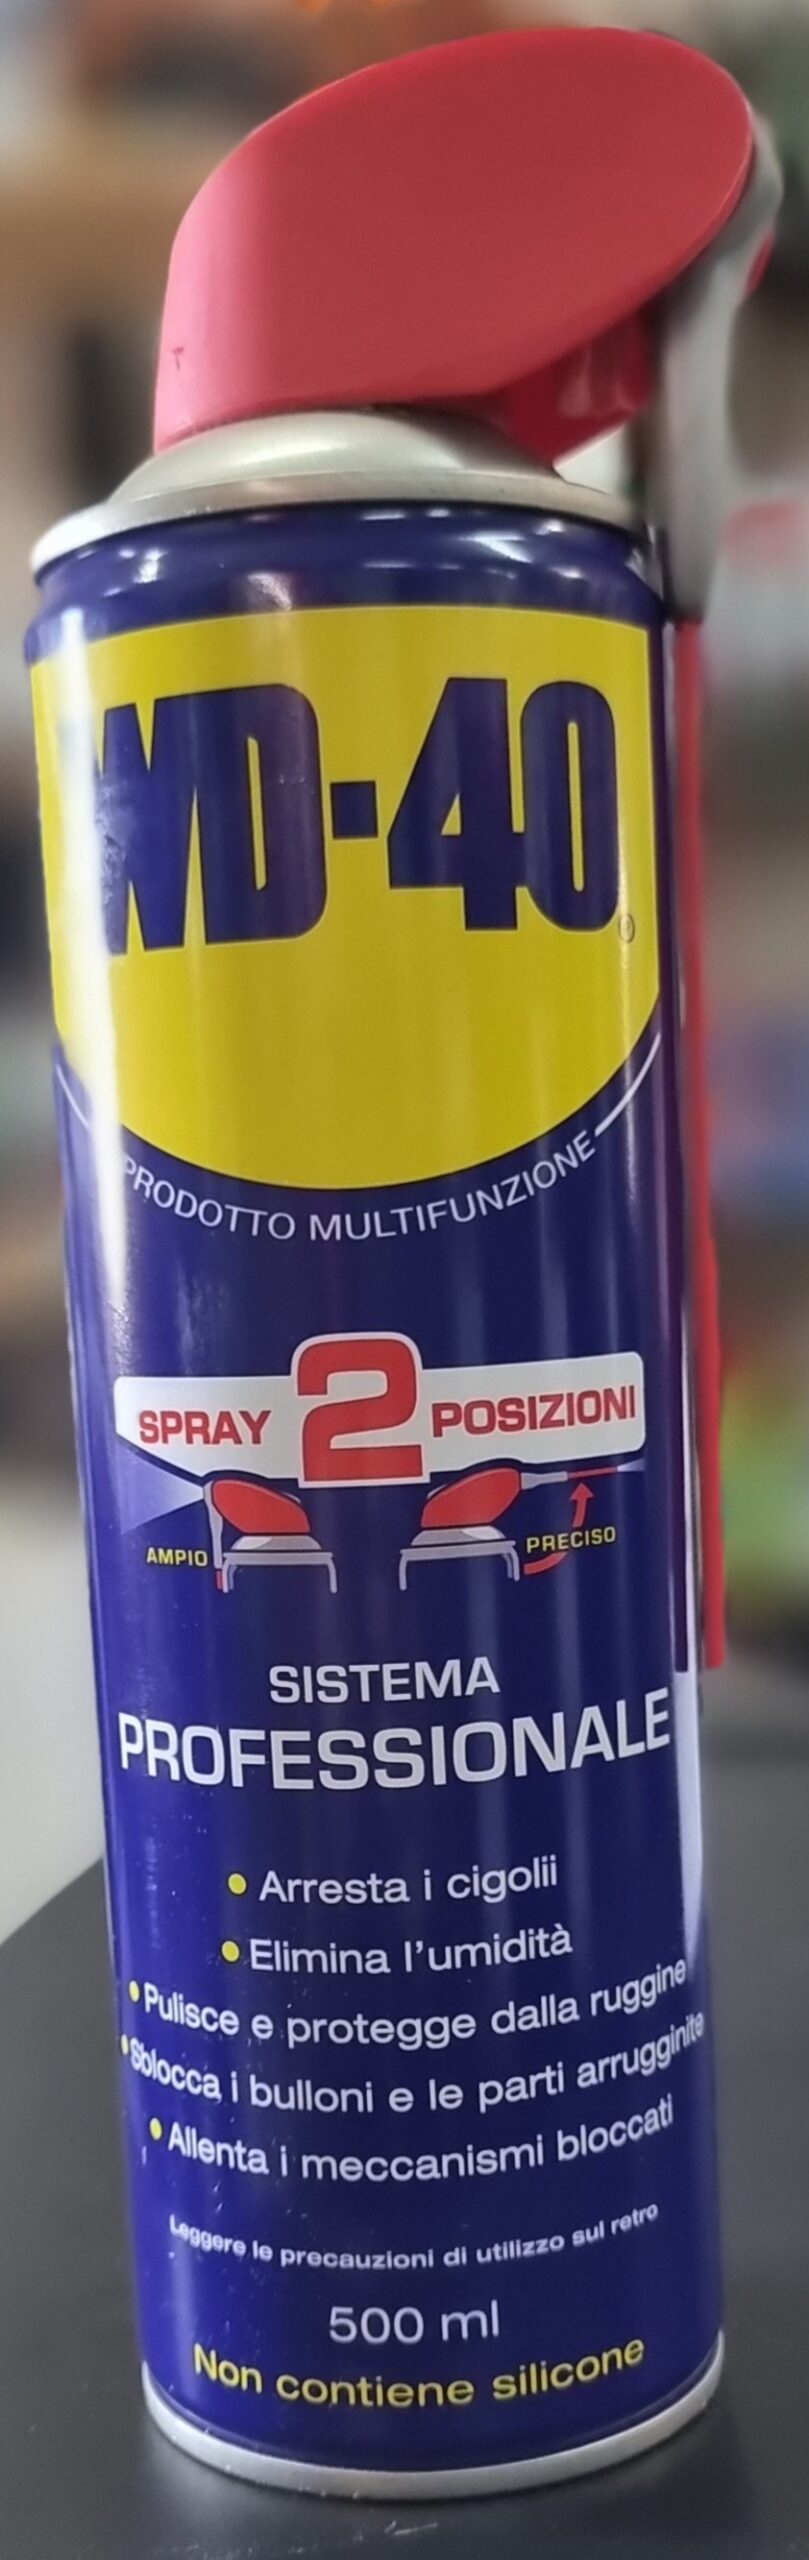 WD-40
®
PRODOTTO MULTIFUNZIONE
SPRAY 2 POSIZIONI
AMPIO
PRECISO
SISTEMA
PROFESSIONALE
• Arresta i cigolii
• Elimina l'umidità
• Pulisce e protegge dalla ruggine
• Sblocca i bulloni e le parti arrugginite
• Allenta i meccanismi bloccati
Leggere le precauzioni di utilizzo sul retro
500 ml
Non contiene silicone